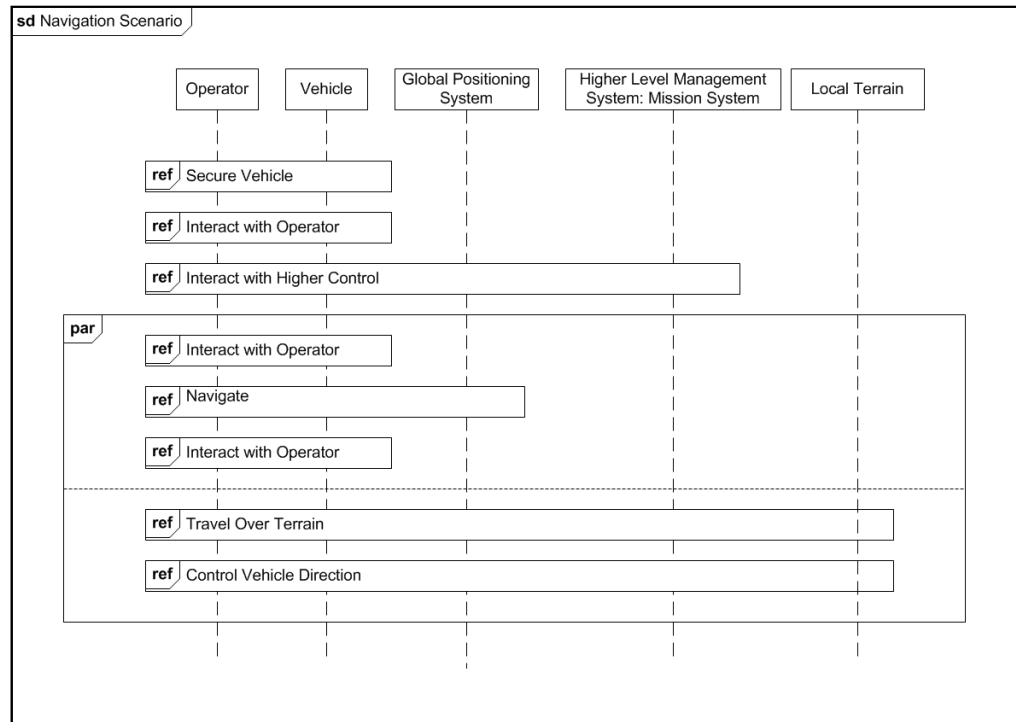 sd Navigation Scenario
Operator
Vehicle
Global Positioning
System
Higher Level Management
System: Mission System
Local Terrain
ref Secure Vehicle
ref Interact with Operator
ref Interact with Higher Control
par
ref Interact with Operator
ref Navigate
ref Interact with Operator
ref Travel Over Terrain
ref Control Vehicle Direction